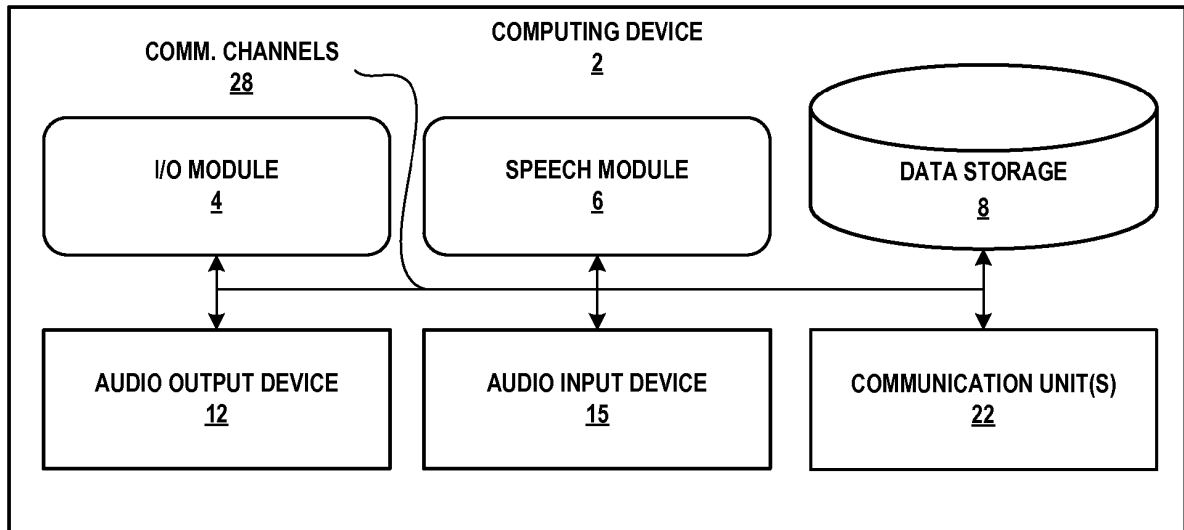 COMPUTING DEVICE
2
COMM. CHANNELS
28
I/O MODULE
4
SPEECH MODULE
6
DATA STORAGE
8
AUDIO OUTPUT DEVICE
12
AUDIO INPUT DEVICE
15
COMMUNICATION UNIT(S)
22